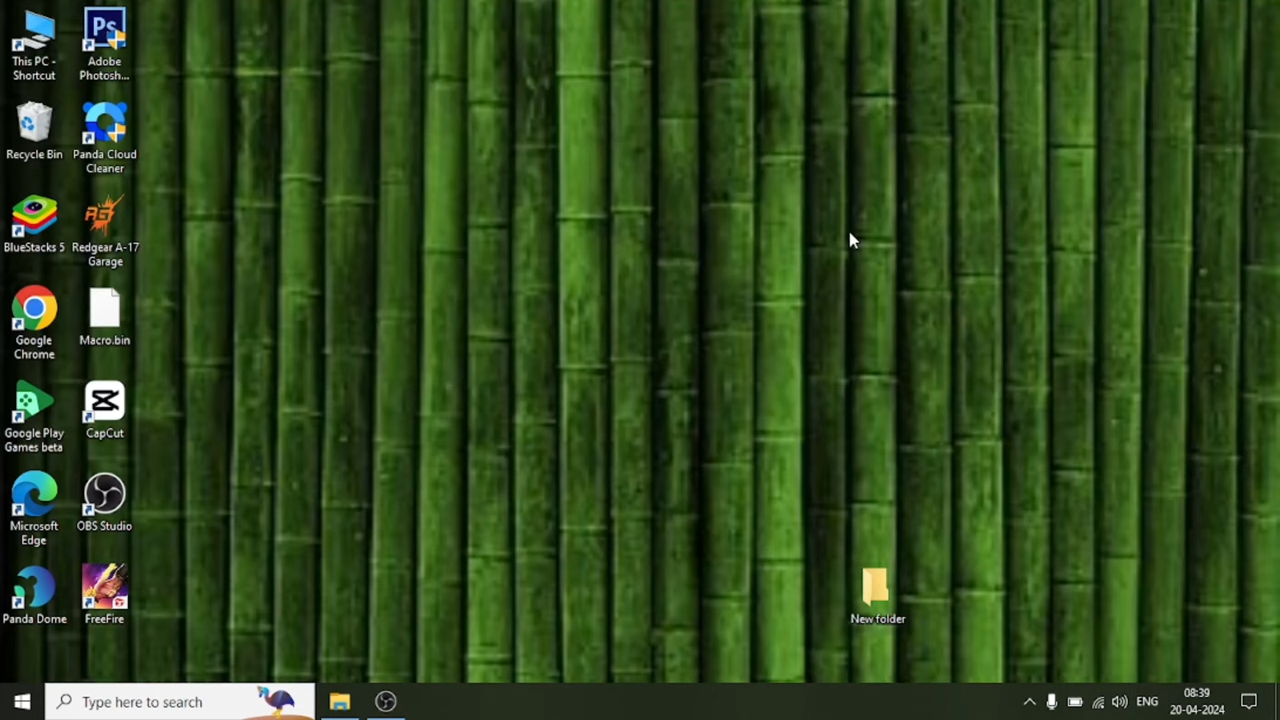 This PC -
Shortcut
Ps
Adobe
Photosh...
Recycle Bin
Panda Cloud
Cleaner
BlueStacks 5
Redgear A-17
Garage
Google
Chrome
Macro.bin
Google Play
Games beta
CapCut
Microsoft
Edge
OBS Studio
Panda Dome
FreeFire
New folder
Type here to search
ENG
08:39
20-04-2024